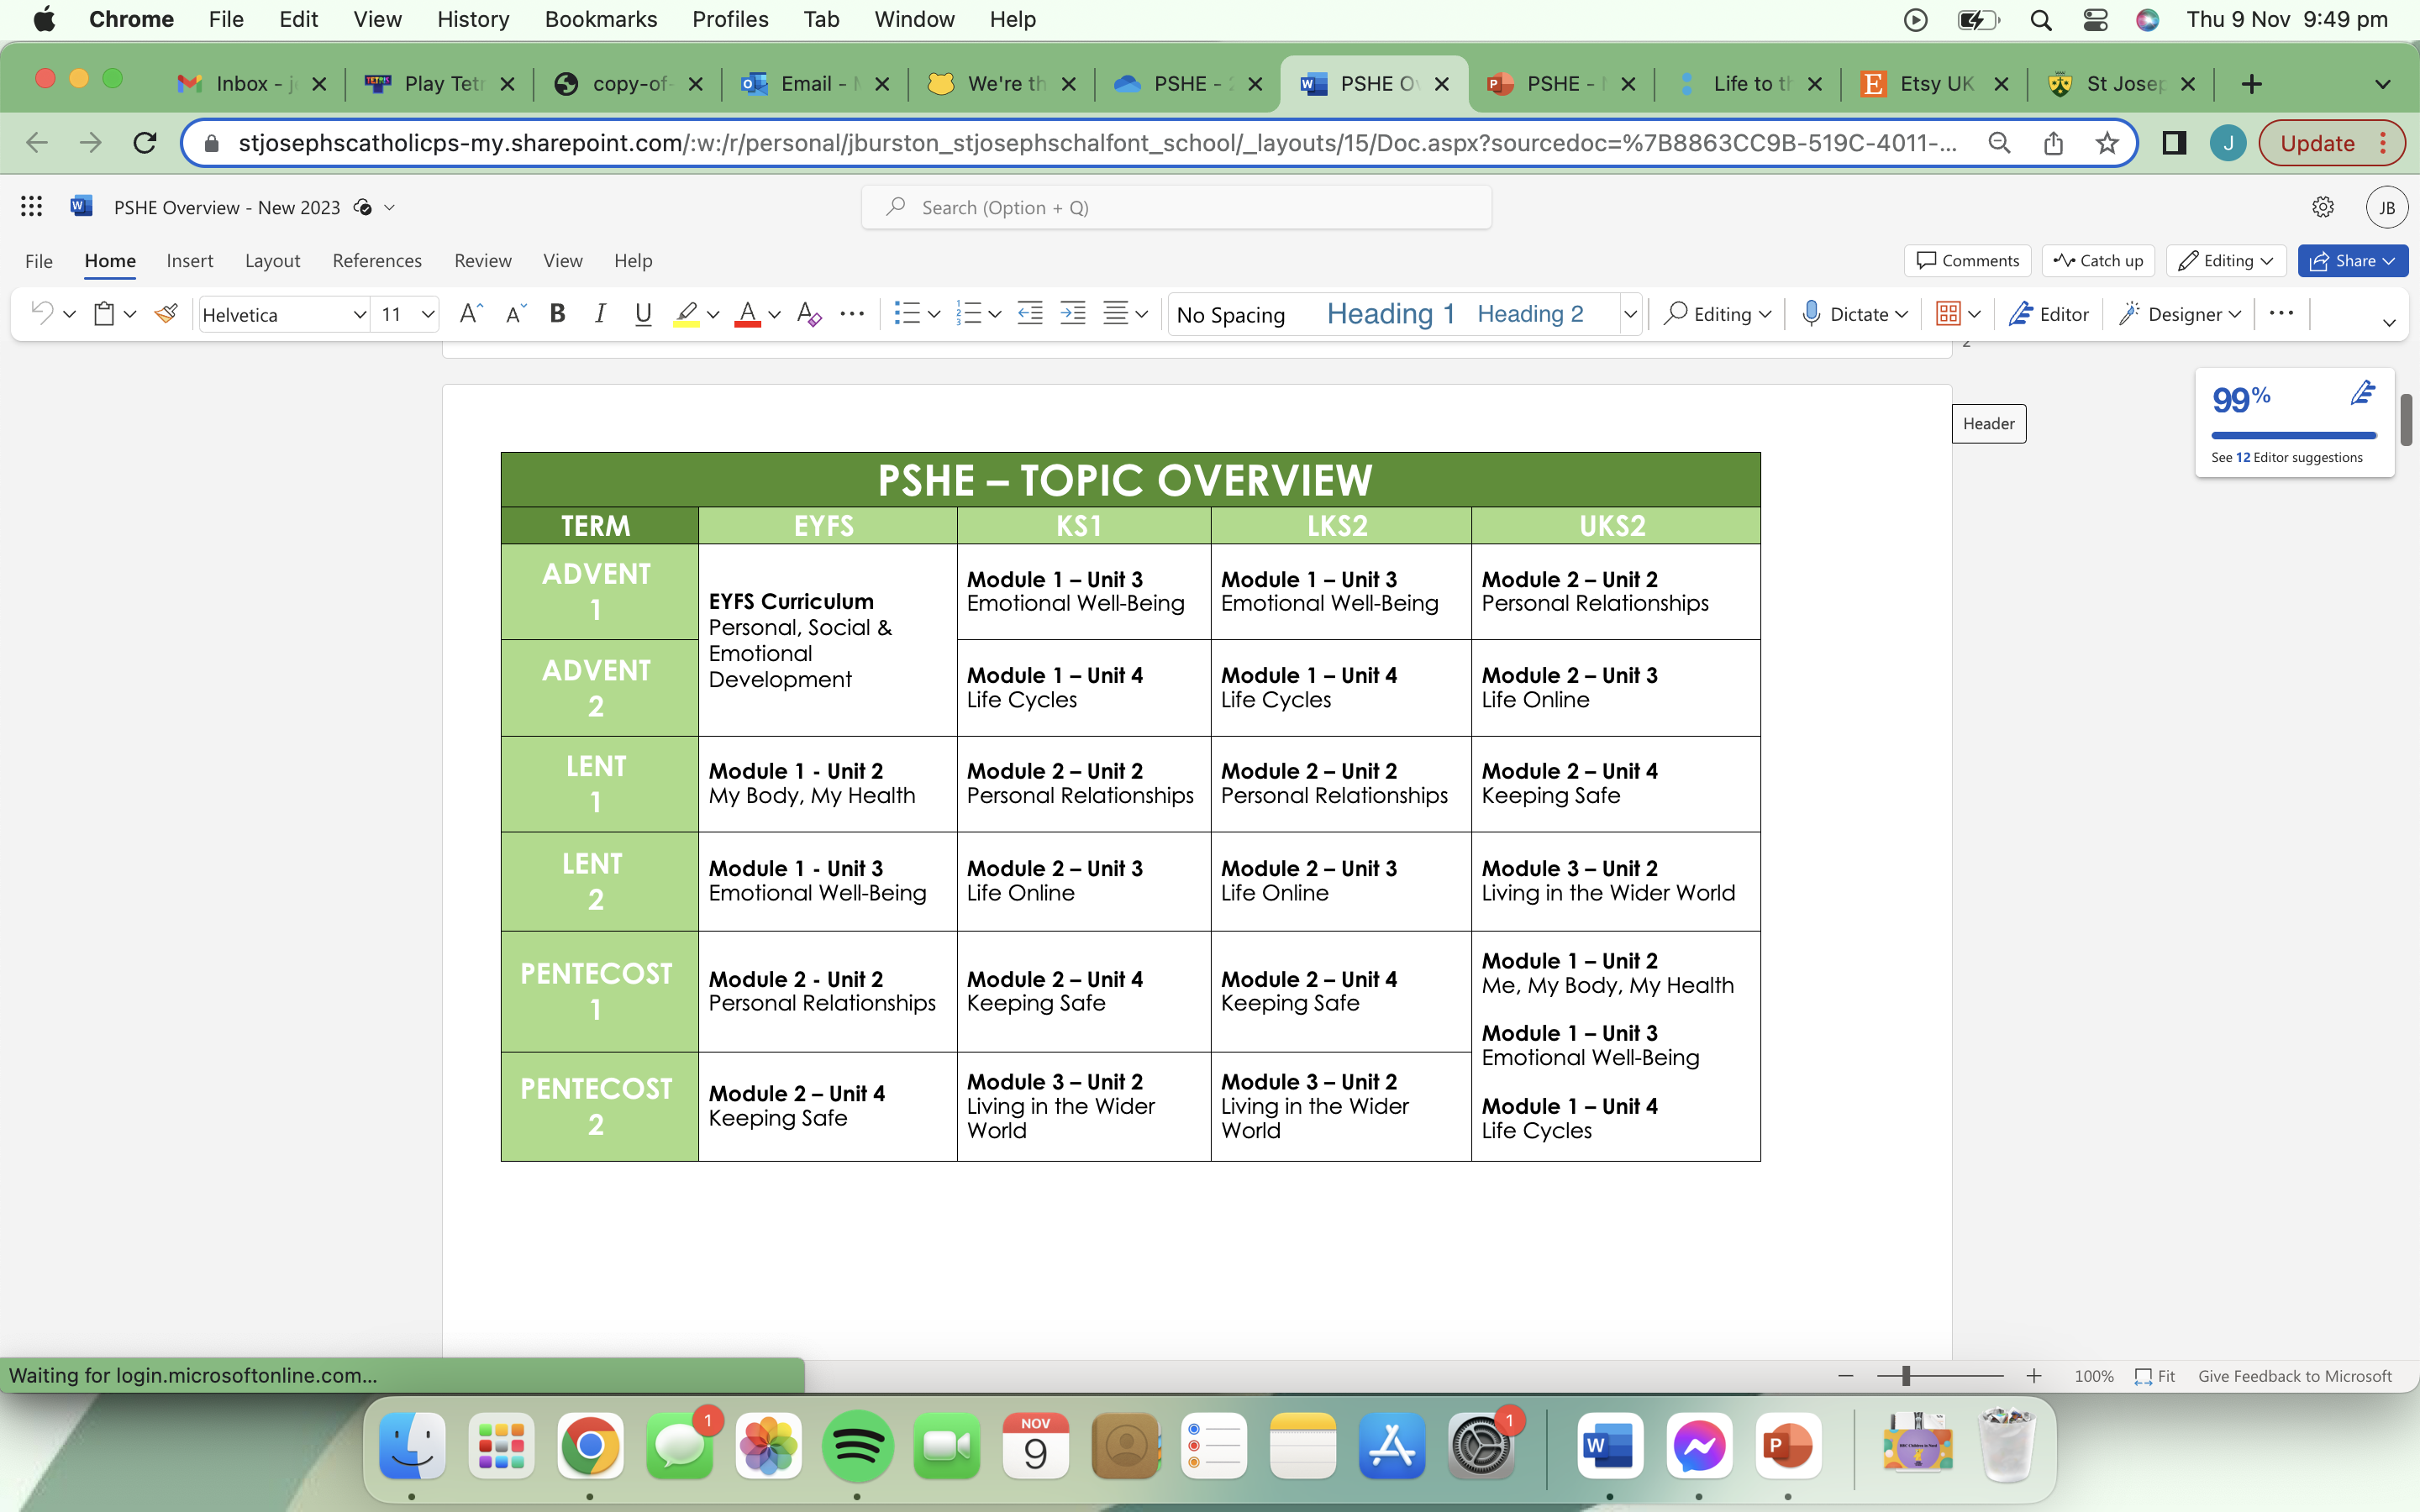 Chrome File Edit View History Bookmarks Profiles Tab Window Help Thu 9 Nov 9:49 pm
Inbox - Play Tet copy-of- Email - We're th PSHE - PSHE O PSHE - Life to th Etsy UK St Josep
stjosephscatholicps-my.sharepoint.com/:w:/r/personal/jburston_stjosephschalfont_school/_layouts/15/Doc.aspx?sourcedoc=%7B8863CC9B-519C-4011-... J Update
PSHE Overview - New 2023 Search (Option + Q) JB
File Home Insert Layout References Review View Help Comments Catch up Editing Share
Helvetica 11 No Spacing Heading 1 Heading 2 Editing Dictate Editor Designer
Header
99%
See 12 Editor suggestions
PSHE – TOPIC OVERVIEW
TERM EYFS KS1 LKS2 UKS2
ADVENT
1
EYFS Curriculum
Personal, Social &
Emotional
Development
Module 1 – Unit 3
Emotional Well-Being
Module 1 – Unit 3
Emotional Well-Being
Module 2 – Unit 2
Personal Relationships
ADVENT
2
Module 1 – Unit 4
Life Cycles
Module 1 – Unit 4
Life Cycles
Module 2 – Unit 3
Life Online
LENT
1
Module 1 - Unit 2
My Body, My Health
Module 2 – Unit 2
Personal Relationships
Module 2 – Unit 2
Personal Relationships
Module 2 – Unit 4
Keeping Safe
LENT
2
Module 1 - Unit 3
Emotional Well-Being
Module 2 – Unit 3
Life Online
Module 2 – Unit 3
Life Online
Module 3 – Unit 2
Living in the Wider World
PENTECOST
1
Module 2 - Unit 2
Personal Relationships
Module 2 – Unit 4
Keeping Safe
Module 2 – Unit 4
Keeping Safe
Module 1 – Unit 2
Me, My Body, My Health
Module 1 – Unit 3
Emotional Well-Being
Module 1 – Unit 4
Life Cycles
PENTECOST
2
Module 2 – Unit 4
Keeping Safe
Module 3 – Unit 2
Living in the Wider
World
Module 3 – Unit 2
Living in the Wider
World
Waiting for login.microsoftonline.com... 100% Fit Give Feedback to Microsoft
1 NOV 9 1